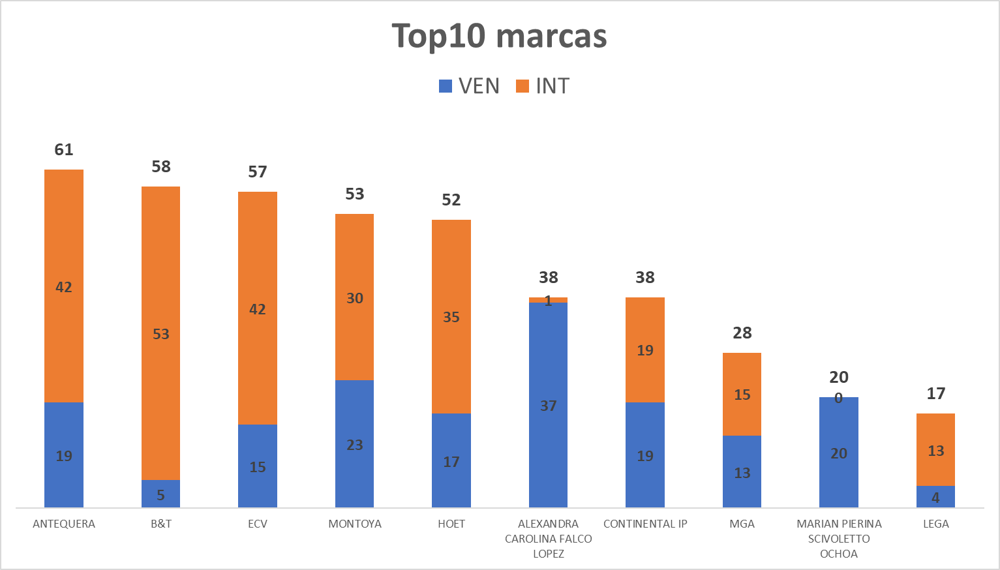 Top10 marcas
VEN INT
61
58
57
53
52
38
38
28
20
17
42
53
42
30
35
1
19
15
0
13
19
5
15
23
17
37
19
13
20
4
ANTEQUERA
B&T
ECV
MONTOYA
HOET
ALEXANDRA
CAROLINA FALCO
LOPEZ
CONTINENTAL IP
MGA
MARIAN PIERINA
SCIVOLETTO
OCHOA
LEGA